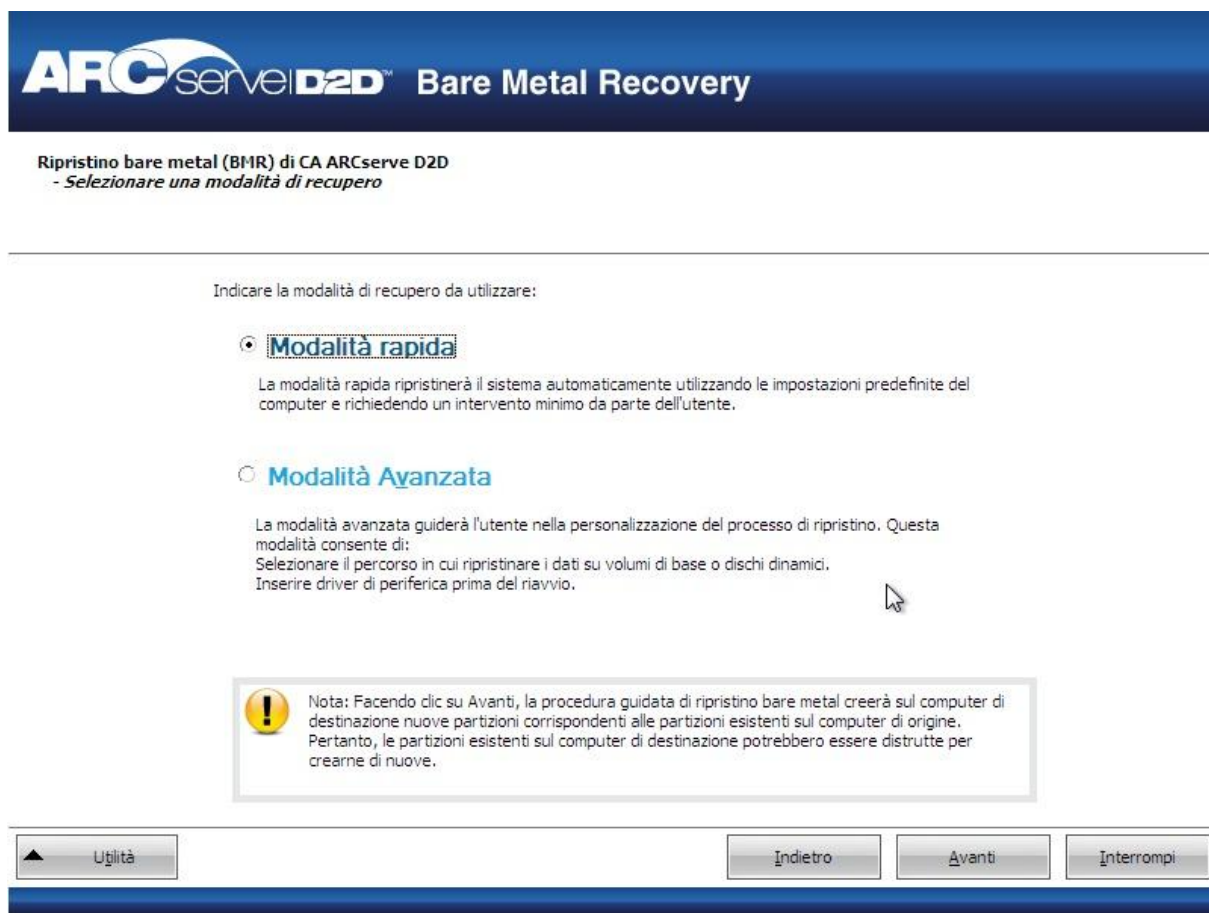 ARCserve D2D™ Bare Metal Recovery
Ripristino bare metal (BMR) di CA ARCserve D2D
- Selezionare una modalità di recupero
Indicare la modalità di recupero da utilizzare:
Modalità rapida
La modalità rapida ripristinerà il sistema automaticamente utilizzando le impostazioni predefinite del
computer e richiedendo un intervento minimo da parte dell'utente.
Modalità Avanzata
La modalità avanzata guiderà l'utente nella personalizzazione del processo di ripristino. Questa
modalità consente di:
Selezionare il percorso in cui ripristinare i dati su volumi di base o dischi dinamici.
Inserire driver di periferica prima del riavvio.
Nota: Facendo clic su Avanti, la procedura guidata di ripristino bare metal creerà sul computer di
destinazione nuove partizioni corrispondenti alle partizioni esistenti sul computer di origine.
Pertanto, le partizioni esistenti sul computer di destinazione potrebbero essere distrutte per
crearne di nuove.
Utilità
Indietro
Avanti
Interrompi